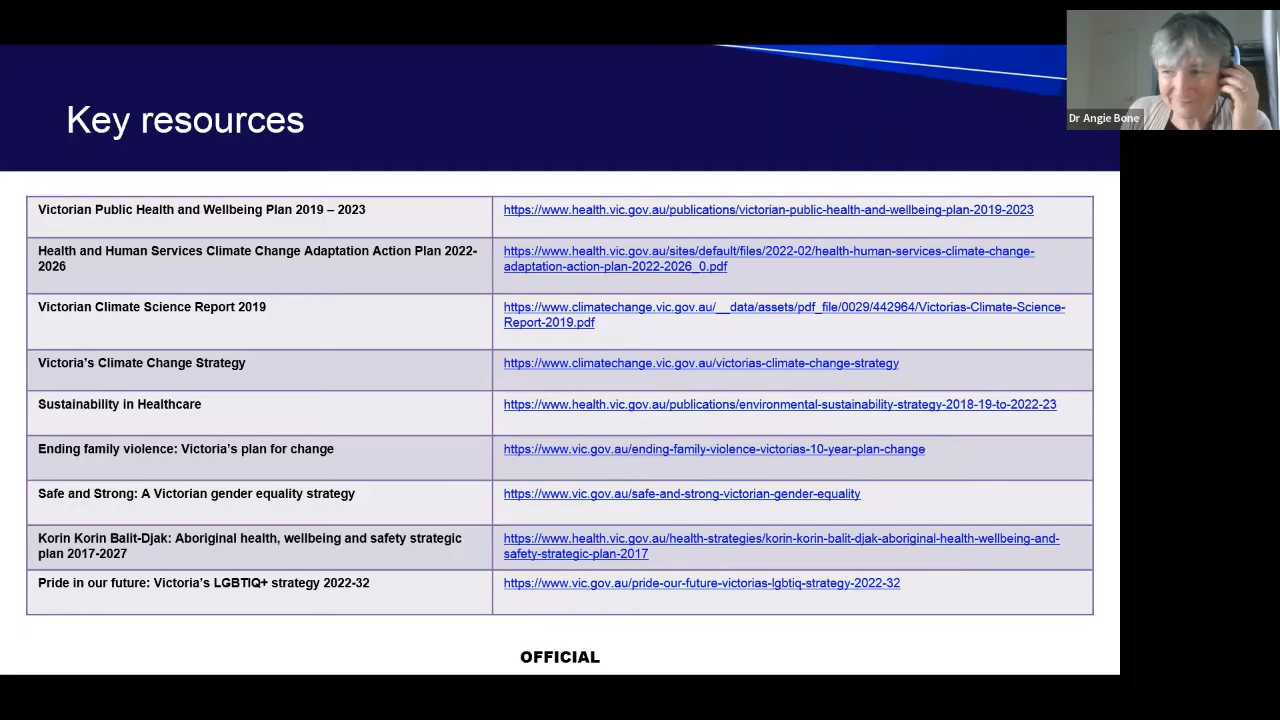 Key resources
Dr Angie Bone
Victorian Public Health and Wellbeing Plan 2019 – 2023
https://www.health.vic.gov.au/publications/victorian-public-health-and-wellbeing-plan-2019-2023
Health and Human Services Climate Change Adaptation Action Plan 2022-
2026
https://www.health.vic.gov.au/sites/default/files/2022-02/health-human-services-climate-change-
adaptation-action-plan-2022-2026_0.pdf
Victorian Climate Science Report 2019
https://www.climatechange.vic.gov.au/__data/assets/pdf_file/0029/442964/Victorias-Climate-Science-
Report-2019.pdf
Victoria's Climate Change Strategy
https://www.climatechange.vic.gov.au/victorias-climate-change-strategy
Sustainability in Healthcare
https://www.health.vic.gov.au/publications/environmental-sustainability-strategy-2018-19-to-2022-23
Ending family violence: Victoria's plan for change
https://www.vic.gov.au/ending-family-violence-victorias-10-year-plan-change
Safe and Strong: A Victorian gender equality strategy
https://www.vic.gov.au/safe-and-strong-victorian-gender-equality
Korin Korin Balit-Djak: Aboriginal health, wellbeing and safety strategic
plan 2017-2027
https://www.health.vic.gov.au/health-strategies/korin-korin-balit-djak-aboriginal-health-wellbeing-and-
safety-strategic-plan-2017
Pride in our future: Victoria's LGBTIQ+ strategy 2022-32
https://www.vic.gov.au/pride-our-future-victorias-lgbtiq-strategy-2022-32
OFFICIAL